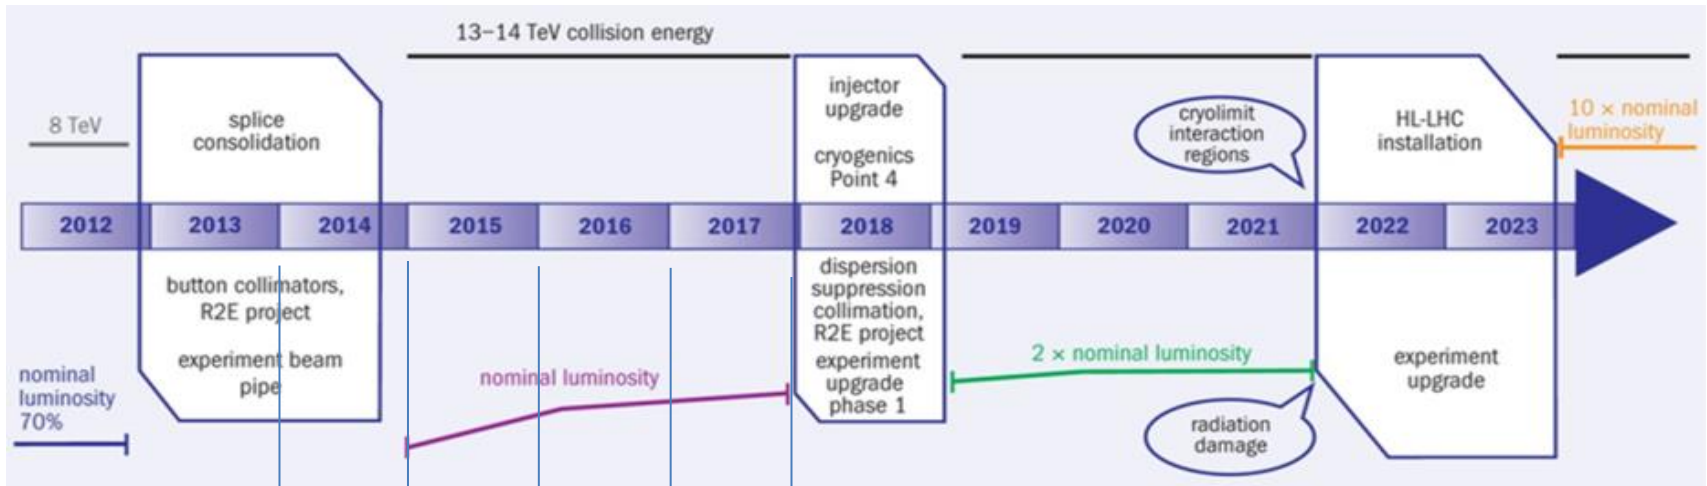 13–14 TeV collision energy
8 TeV
splice
consolidation
injector
upgrade
cryogenics
Point 4
cryolimit
interaction
regions
HL-LHC
installation
10 × nominal
luminosity
2012
2013
2014
2015
2016
2017
2018
2019
2020
2021
2022
2023
nominal
luminosity
70%
button collimators,
R2E project
experiment beam
pipe
nominal luminosity
dispersion
suppression
collimation,
R2E project
experiment
upgrade
phase 1
2 × nominal luminosity
radiation
damage
experiment
upgrade